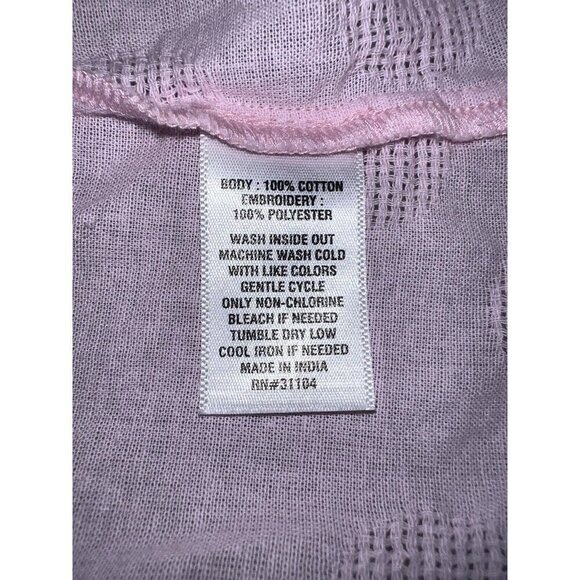 BODY : 100% COTTON
EMBROIDERY :
100% POLYESTER
WASH INSIDE OUT
MACHINE WASH COLD
WITH LIKE COLORS
GENTLE CYCLE
ONLY NON-CHLORINE
BLEACH IF NEEDED
TUMBLE DRY LOW
COOL IRON IF NEEDED
MADE IN INDIA
RN#31104